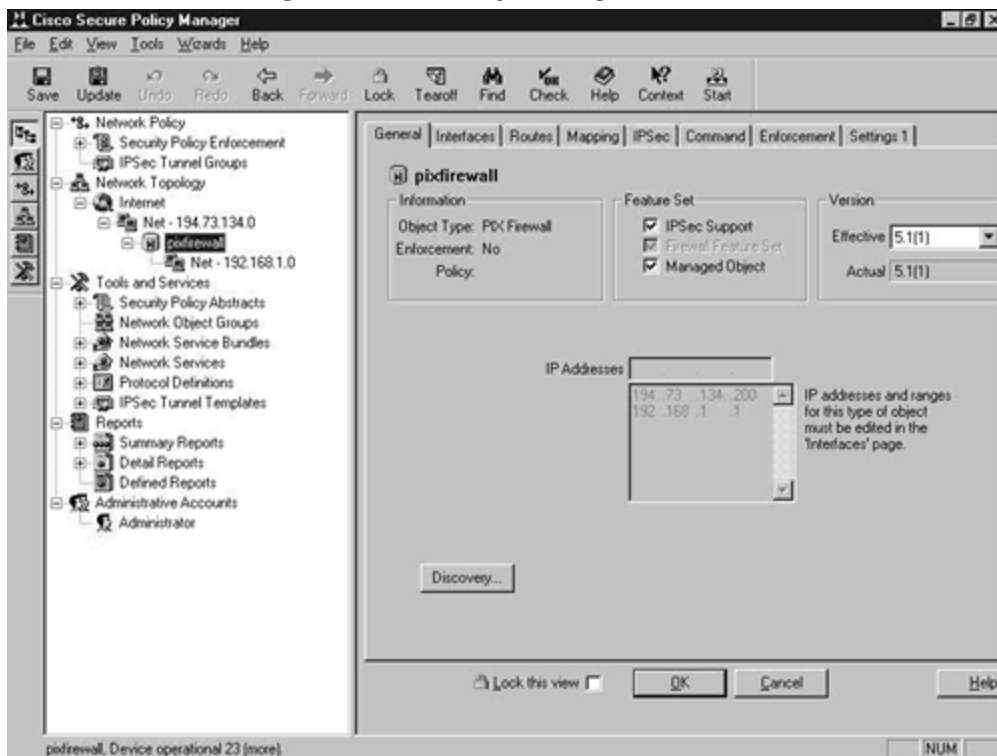 Cisco Secure Policy Manager
File Edit View Tools Wizards Help
Save Update Undo Redo Back Forward Lock Tearoff Find Check Help Context Start
Network Policy
Security Policy Enforcement
IPSec Tunnel Groups
Network Topology
Internet
Net - 194.73.134.0
pixfirewall
Net - 192.168.1.0
Tools and Services
Security Policy Abstracts
Network Object Groups
Network Service Bundles
Network Services
Protocol Definitions
IPSec Tunnel Templates
Reports
Summary Reports
Detail Reports
Defined Reports
Administrative Accounts
Administrator
General Interfaces Routes Mapping IPSec Command Enforcement Settings 1
pixfirewall
Information
Object Type: PIX Firewall
Enforcement: No
Policy:
Feature Set
IPSec Support
Firewall Feature Set
Managed Object
Version
Effective 5.1(1)
Actual 5.1(1)
IP Addresses
194 .73 .134 .200
192 .168 .1 .1
IP addresses and ranges
for this type of object
must be edited in the
'Interfaces' page.
Discovery...
Lock this view
OK Cancel Help
pixfirewall, Device operational 23 (more).
NUM